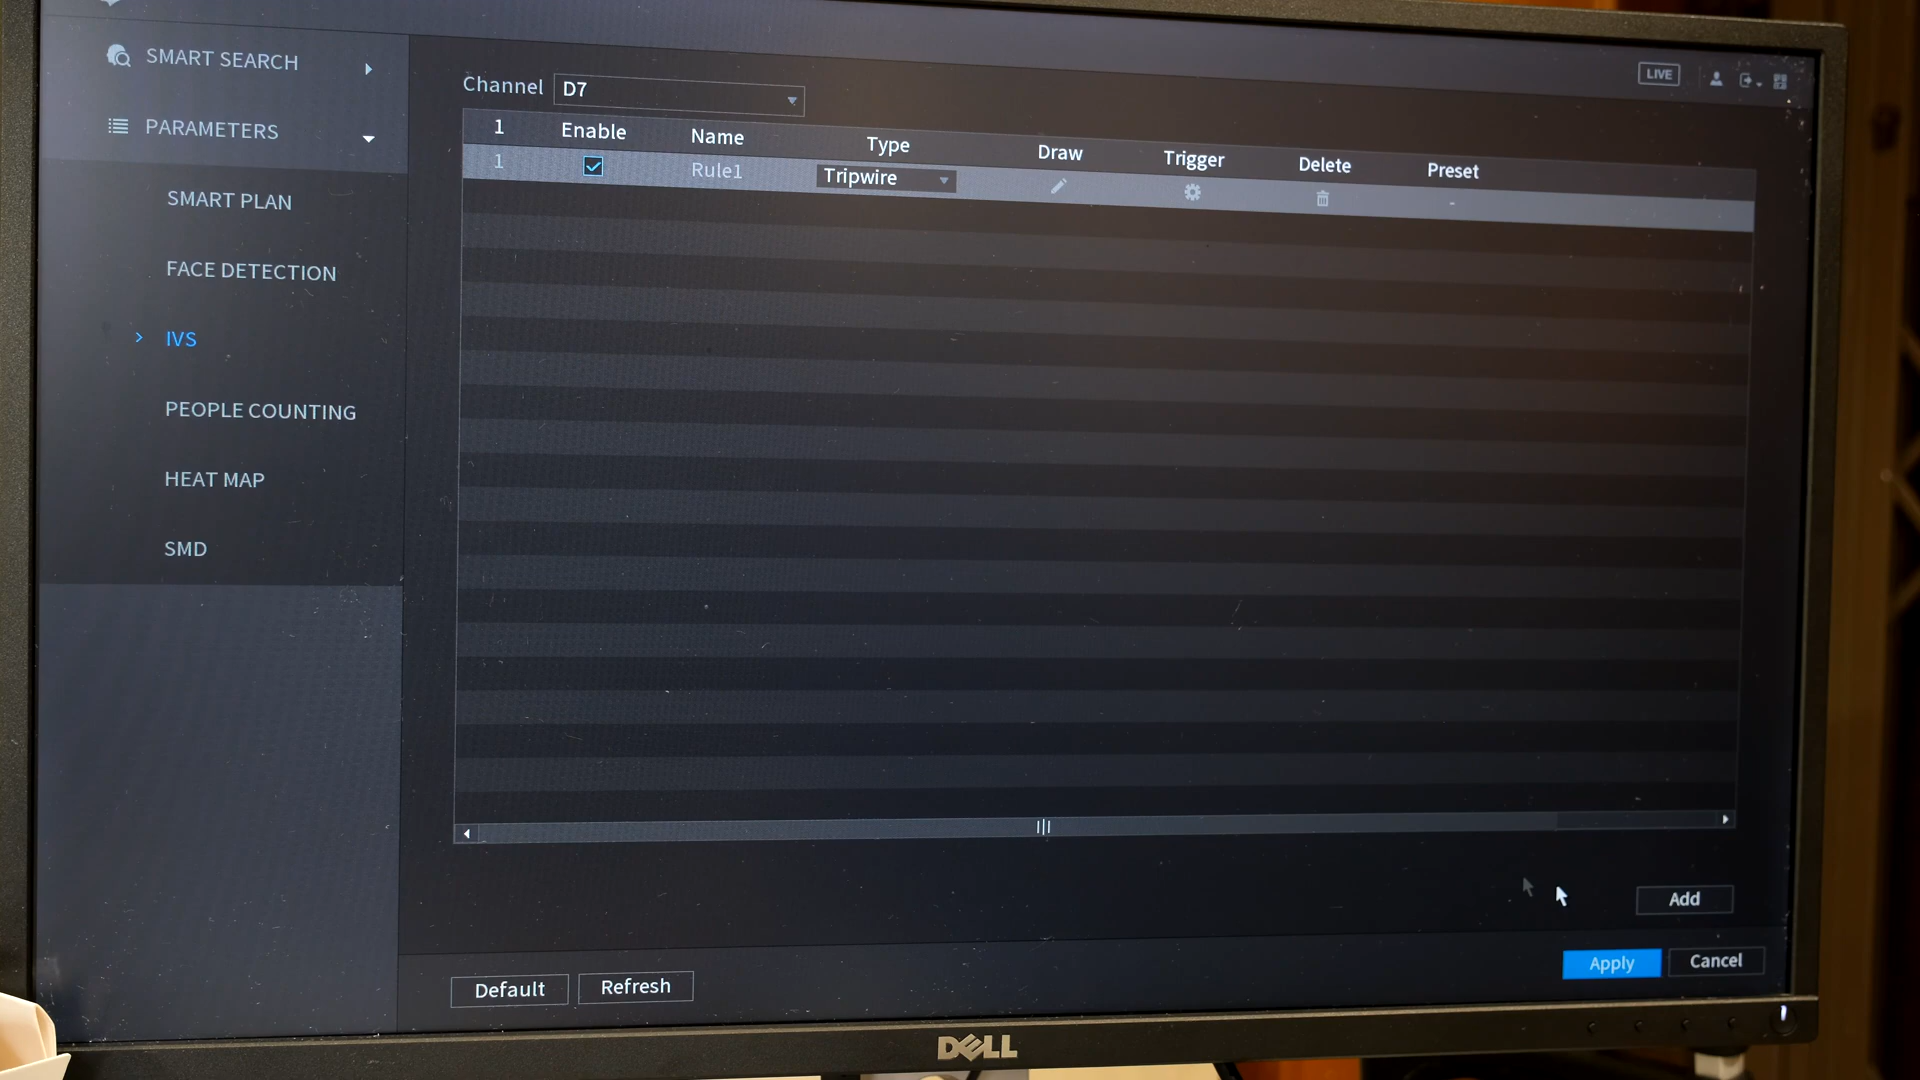 SMART SEARCH
PARAMETERS
SMART PLAN
FACE DETECTION
IVS
PEOPLE COUNTING
HEAT MAP
SMD
LIVE
Channel D7
1 Enable Name Type Draw Trigger Delete Preset
1 Rule1 Tripwire -
Add
Default Refresh Apply Cancel
DELL